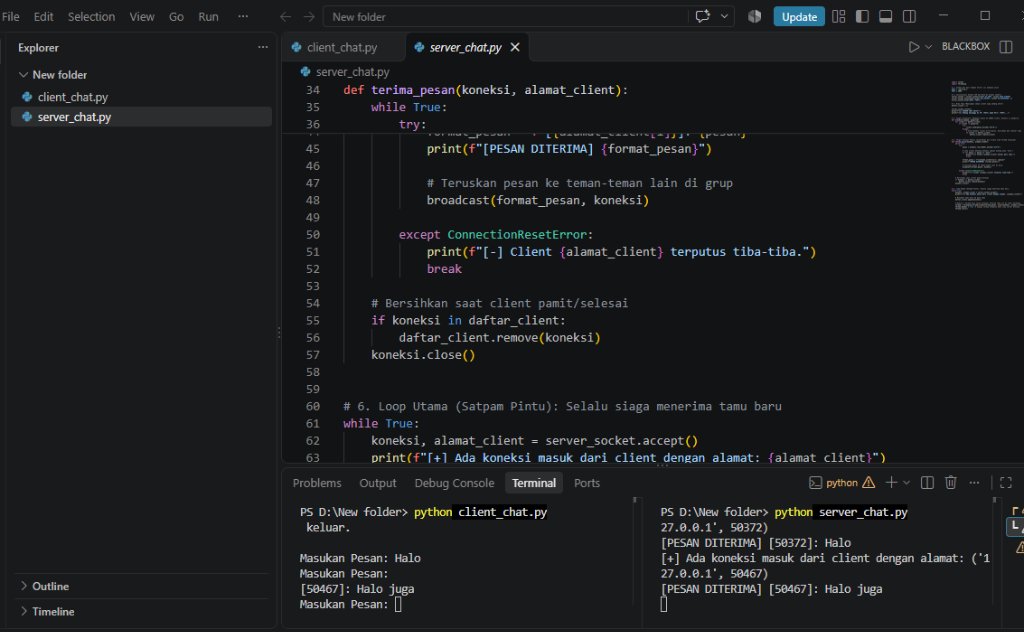 File Edit Selection View Go Run ··· New folder Update
Explorer ···
New folder
client_chat.py
server_chat.py
Outline
Timeline
client_chat.py server_chat.py BLACKBOX
server_chat.py
34 def terima_pesan(koneksi, alamat_client):
35 while True:
36 try:
45 print(f"[PESAN DITERIMA] {format_pesan}")
46
47 # Teruskan pesan ke teman-teman lain di grup
48 broadcast(format_pesan, koneksi)
49
50 except ConnectionResetError:
51 print(f"[-] Client {alamat_client} terputus tiba-tiba.")
52 break
53
54 # Bersihkan saat client pamit/selesai
55 if koneksi in daftar_client:
56 daftar_client.remove(koneksi)
57 koneksi.close()
58
59
60 # 6. Loop Utama (Satpam Pintu): Selalu siaga menerima tamu baru
61 while True:
62 koneksi, alamat_client = server_socket.accept()
63 print(f"[+] Ada koneksi masuk dari client dengan alamat: {alamat_client}")
Problems Output Debug Console Terminal Ports python ···
PS D:\New folder> python client_chat.py
keluar.
Masukan Pesan: Halo
Masukan Pesan:
[50467]: Halo juga
Masukan Pesan:
PS D:\New folder> python server_chat.py
27.0.0.1', 50372)
[PESAN DITERIMA] [50372]: Halo
[+] Ada koneksi masuk dari client dengan alamat: ('1
27.0.0.1', 50467)
[PESAN DITERIMA] [50467]: Halo juga